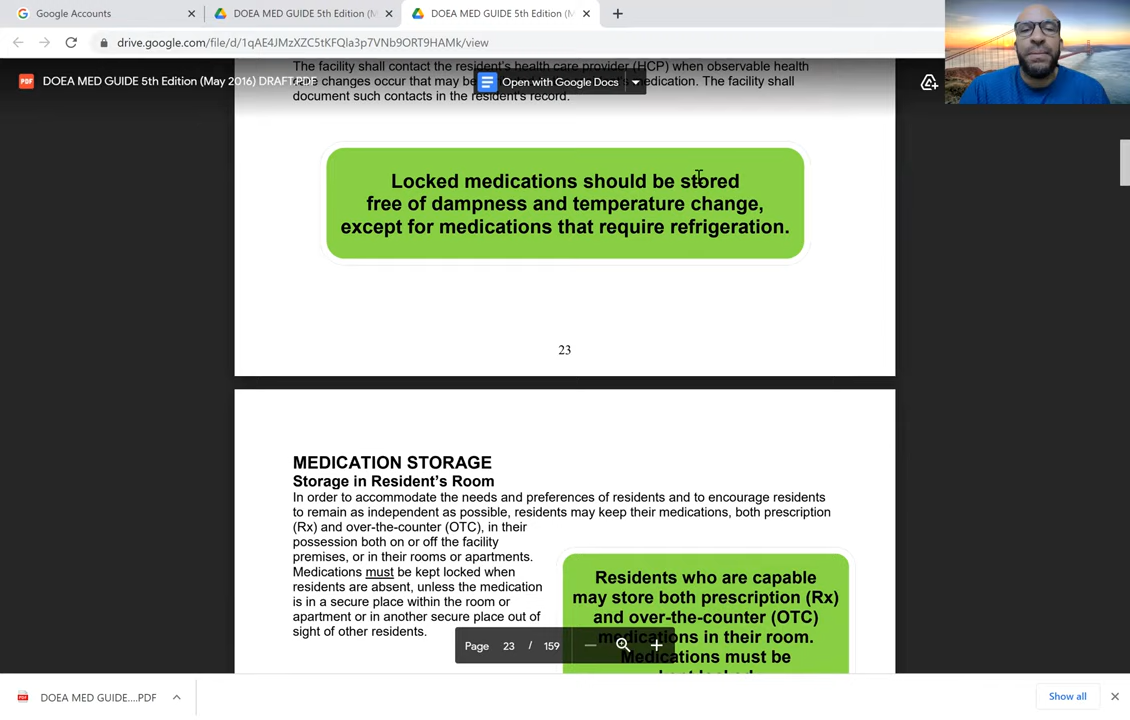 Google Accounts
DOEA MED GUIDE 5th Edition (M
DOEA MED GUIDE 5th Edition (M
drive.google.com/file/d/1qAE4JMzXZC5tKFQla3p7VNb9ORT9HAMk/view
PDF
DOEA MED GUIDE 5th Edition (May 2016) DRAFT.PDF
Open with Google Docs
The facility shall contact the resident's health care provider (HCP) when observable health
changes occur that may be edication. The facility shall
document such contacts in the resident's record.
Locked medications should be stored
free of dampness and temperature change,
except for medications that require refrigeration.
23
MEDICATION STORAGE
Storage in Resident's Room
In order to accommodate the needs and preferences of residents and to encourage residents
to remain as independent as possible, residents may keep their medications, both prescription
(Rx) and over-the-counter (OTC), in their
possession both on or off the facility
premises, or in their rooms or apartments.
Medications must be kept locked when
residents are absent, unless the medication
is in a secure place within the room or
apartment or in another secure place out of
sight of other residents.
Residents who are capable
may store both prescription (Rx)
and over-the-counter (OTC)
medications in their room.
Medications must be
Page 23 / 159
DOEA MED GUIDE....PDF
Show all